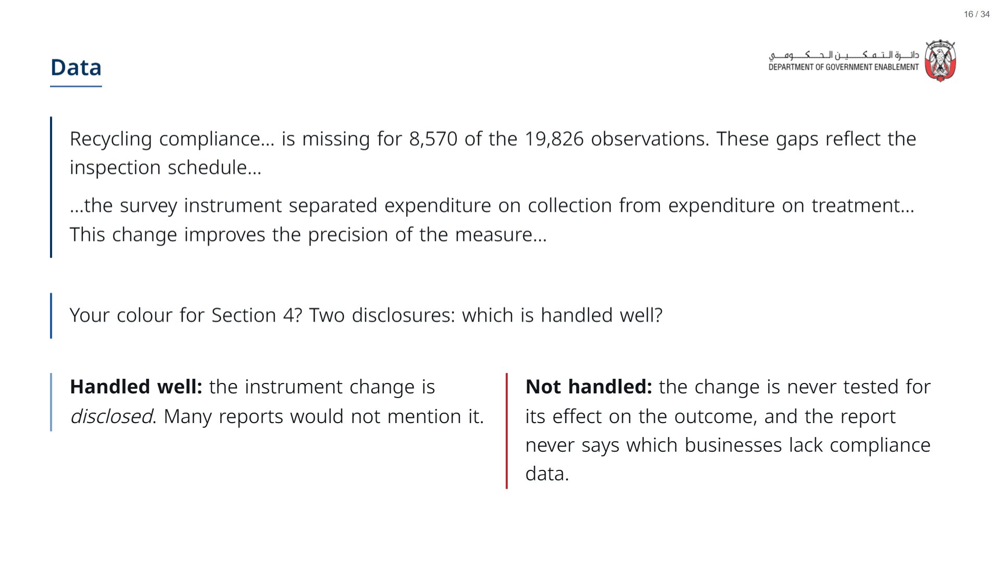 16 / 34
دائرة التمكين الحكومي
DEPARTMENT OF GOVERNMENT ENABLEMENT
Data
Recycling compliance… is missing for 8,570 of the 19,826 observations. These gaps reflect the
inspection schedule…
…the survey instrument separated expenditure on collection from expenditure on treatment…
This change improves the precision of the measure…
Your colour for Section 4? Two disclosures: which is handled well?
Handled well: the instrument change is
disclosed. Many reports would not mention it.
Not handled: the change is never tested for
its effect on the outcome, and the report
never says which businesses lack compliance
data.